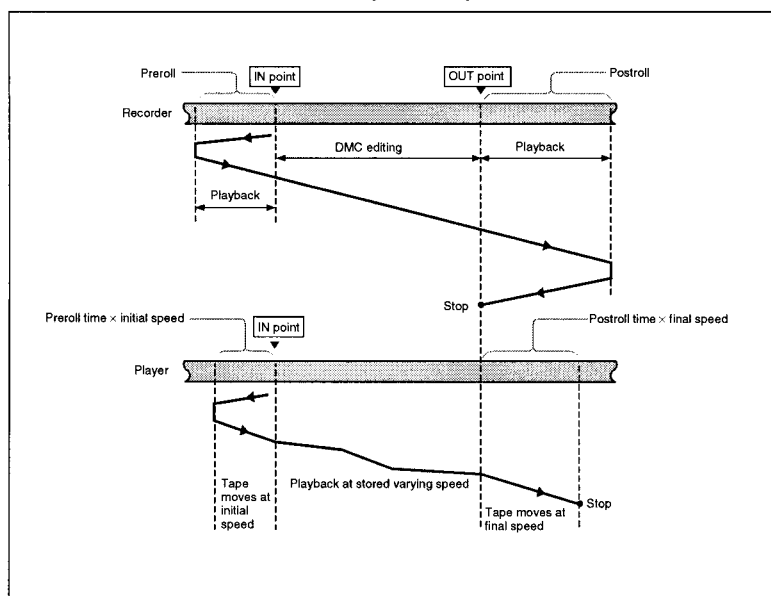 Preroll
IN point
OUT point
Postroll
Recorder
DMC editing
Playback
Playback
Stop
Preroll time × initial speed
IN point
Postroll time × final speed
Player
Tape moves at initial speed
Playback at stored varying speed
Tape moves at final speed
Stop